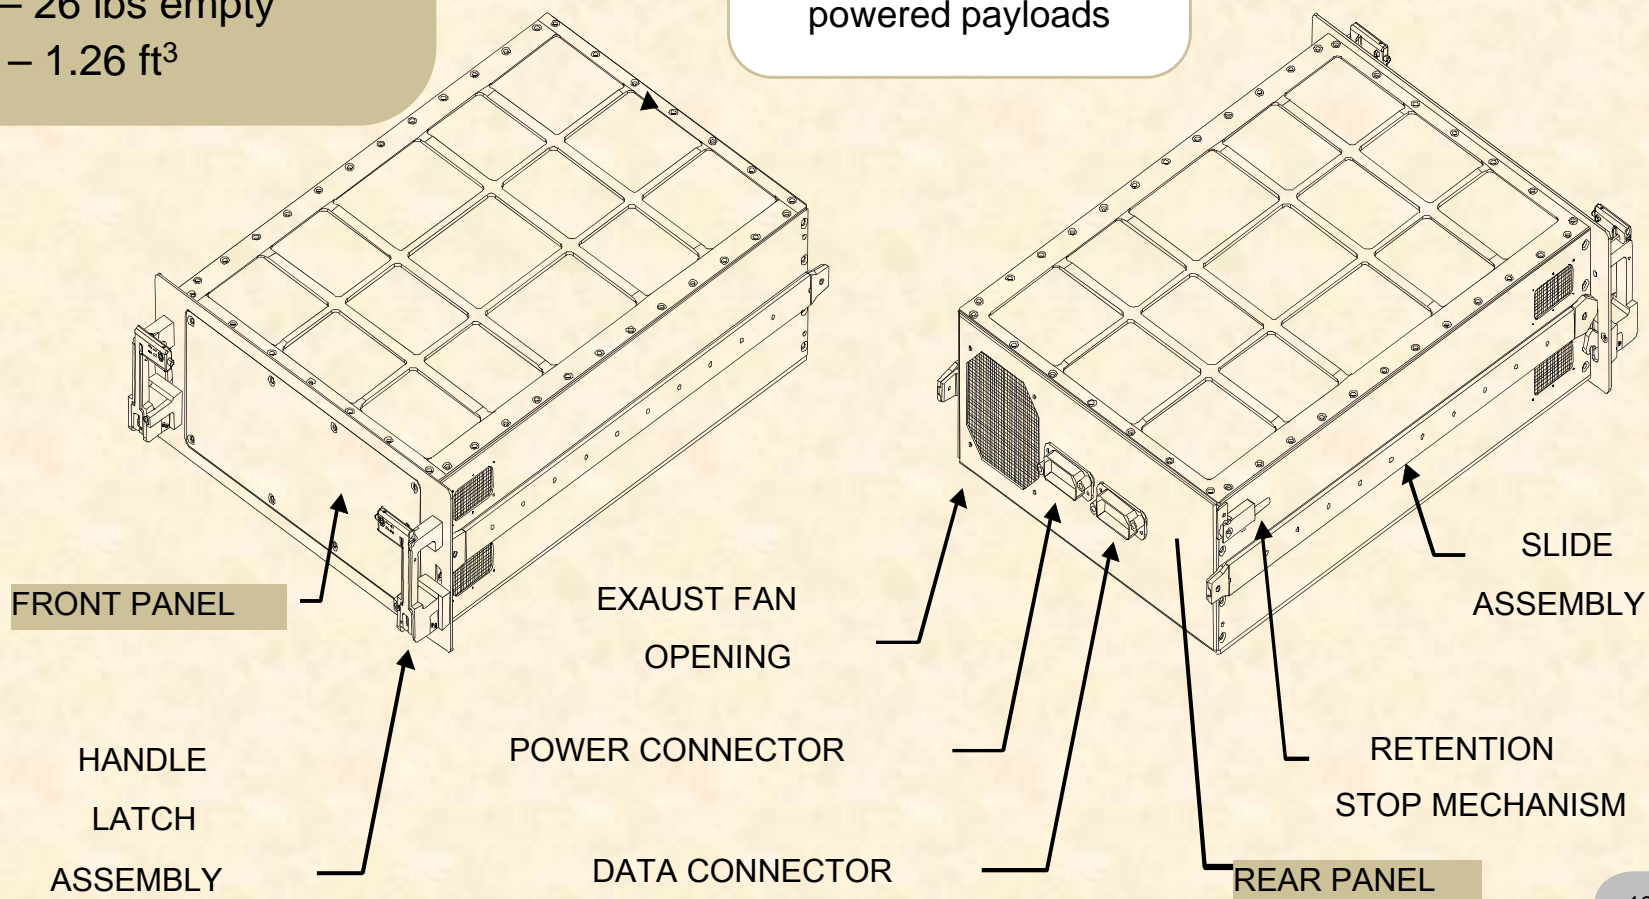 – 26 lbs empty
– 1.26 ft³
powered payloads
FRONT PANEL
HANDLE
LATCH
ASSEMBLY
EXAUST FAN
OPENING
POWER CONNECTOR
DATA CONNECTOR
SLIDE
ASSEMBLY
RETENTION
STOP MECHANISM
REAR PANEL